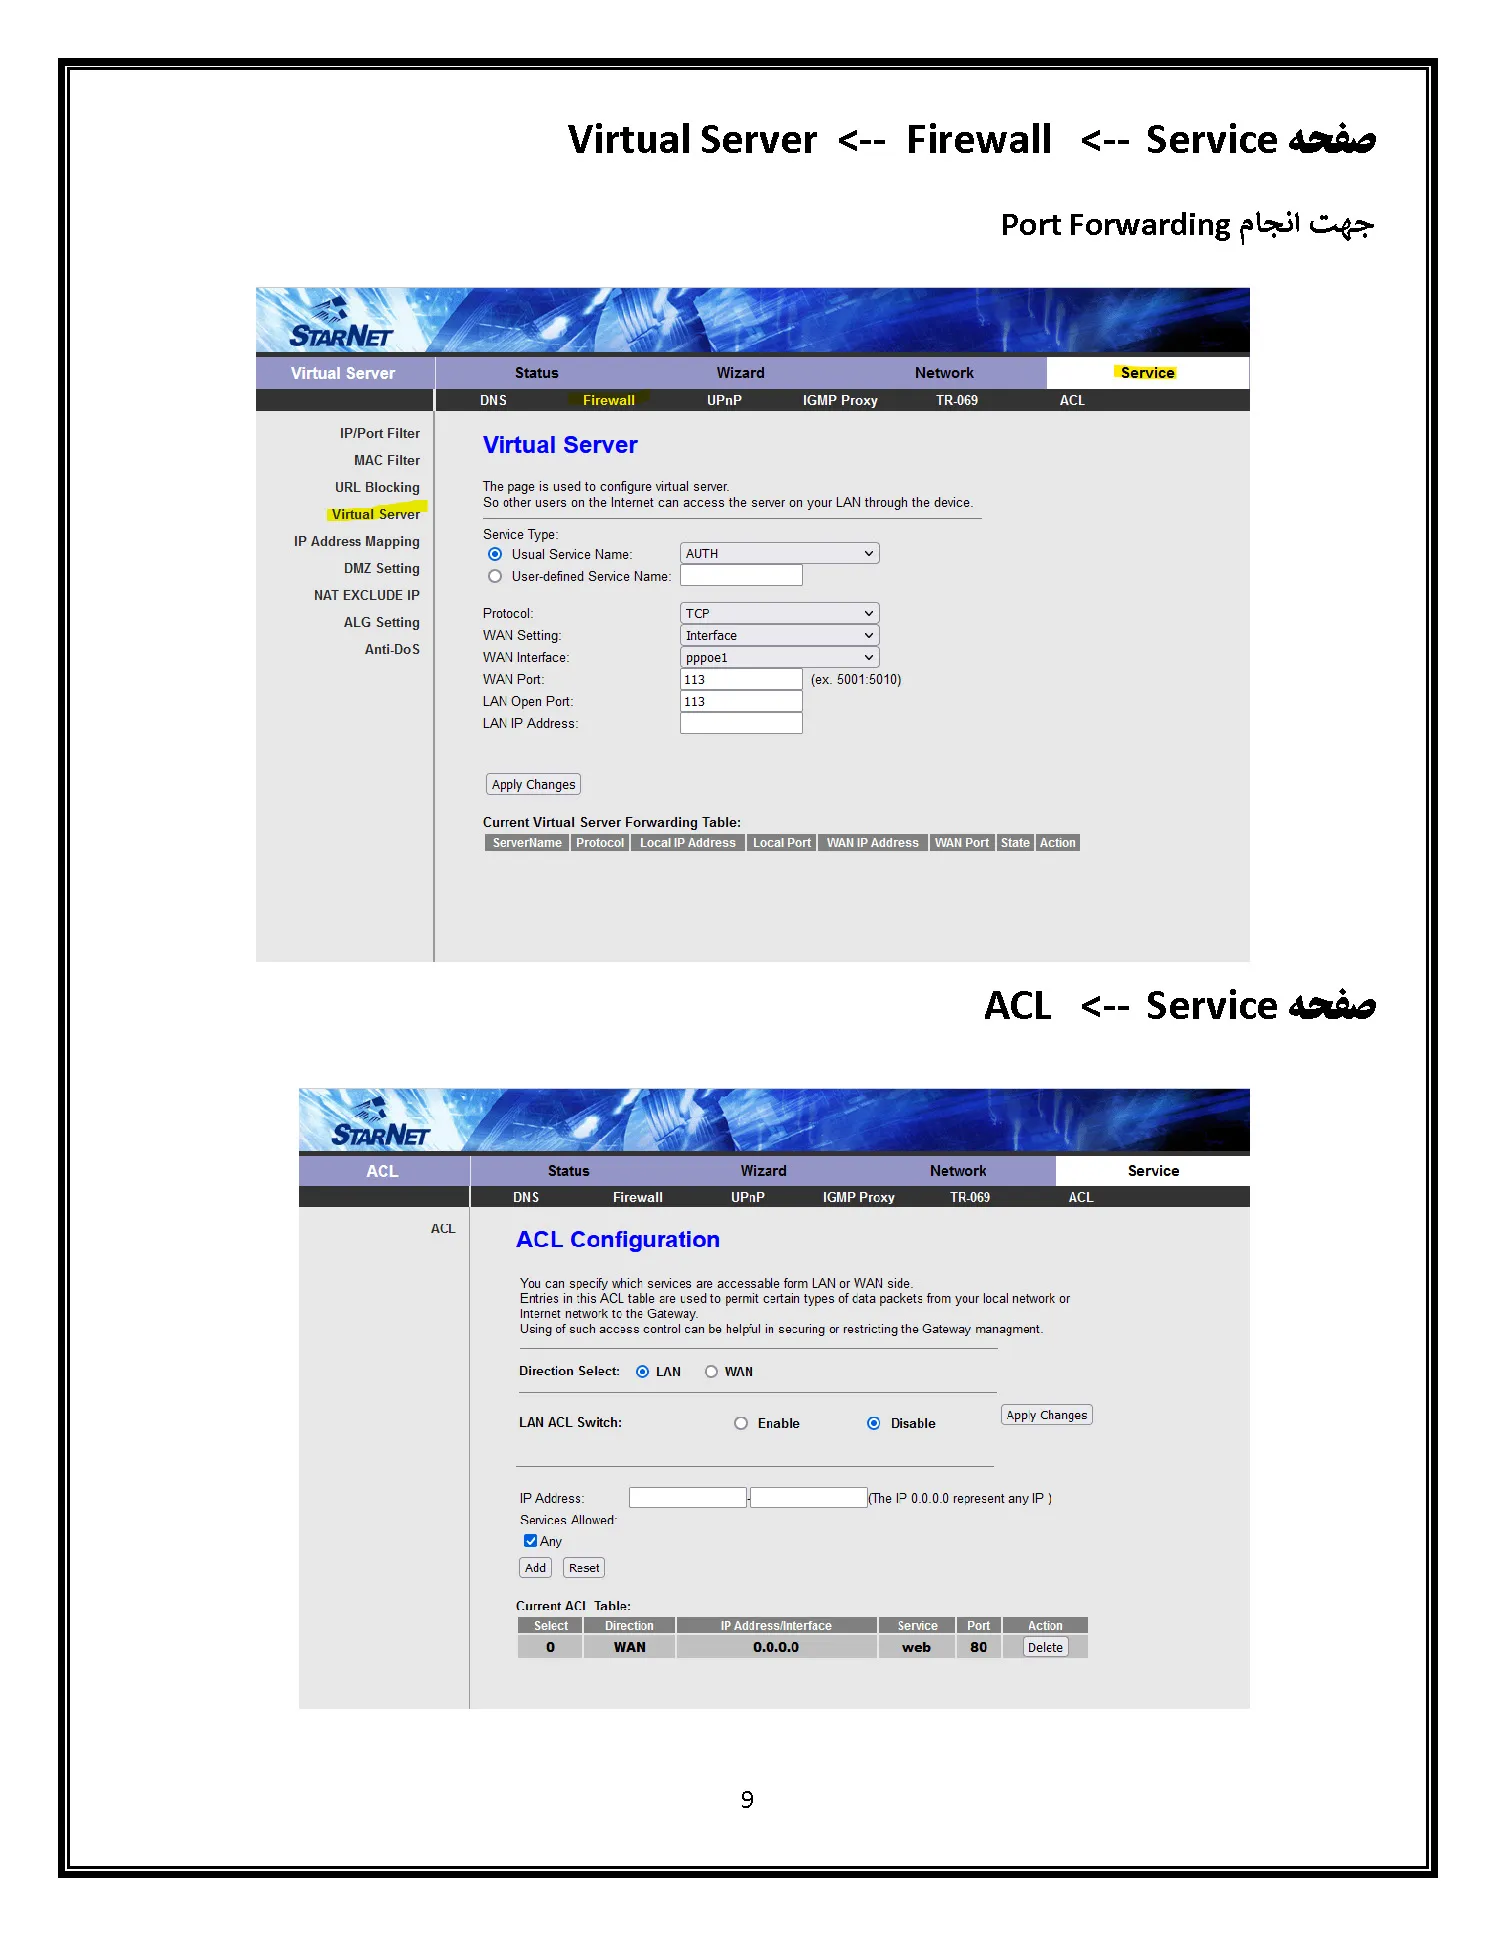 صفحه Service --> Firewall --> Virtual Server
جهت انجام Port Forwarding
STARNET
Virtual Server Status Wizard Network Service
DNS Firewall UPnP IGMP Proxy TR-069 ACL
IP/Port Filter
MAC Filter
URL Blocking
Virtual Server
IP Address Mapping
DMZ Setting
NAT EXCLUDE IP
ALG Setting
Anti-DoS
Virtual Server
The page is used to configure virtual server.
So other users on the Internet can access the server on your LAN through the device.
Service Type:
Usual Service Name: AUTH
User-defined Service Name:
Protocol: TCP
WAN Setting: Interface
WAN Interface: pppoe1
WAN Port: 113 (ex. 5001:5010)
LAN Open Port: 113
LAN IP Address:
Apply Changes
Current Virtual Server Forwarding Table:
ServerName Protocol Local IP Address Local Port WAN IP Address WAN Port State Action
صفحه Service --> ACL
STARNET
ACL Status Wizard Network Service
DNS Firewall UPnP IGMP Proxy TR-069 ACL
ACL
ACL Configuration
You can specify which services are accessable form LAN or WAN side.
Entries in this ACL table are used to permit certain types of data packets from your local network or
Internet network to the Gateway.
Using of such access control can be helpful in securing or restricting the Gateway managment.
Direction Select: LAN WAN
LAN ACL Switch: Enable Disable Apply Changes
IP Address: - (The IP 0.0.0.0 represent any IP )
Services Allowed:
Any
Add Reset
Current ACL Table:
Select Direction IP Address/Interface Service Port Action
0 WAN 0.0.0.0 web 80 Delete
9